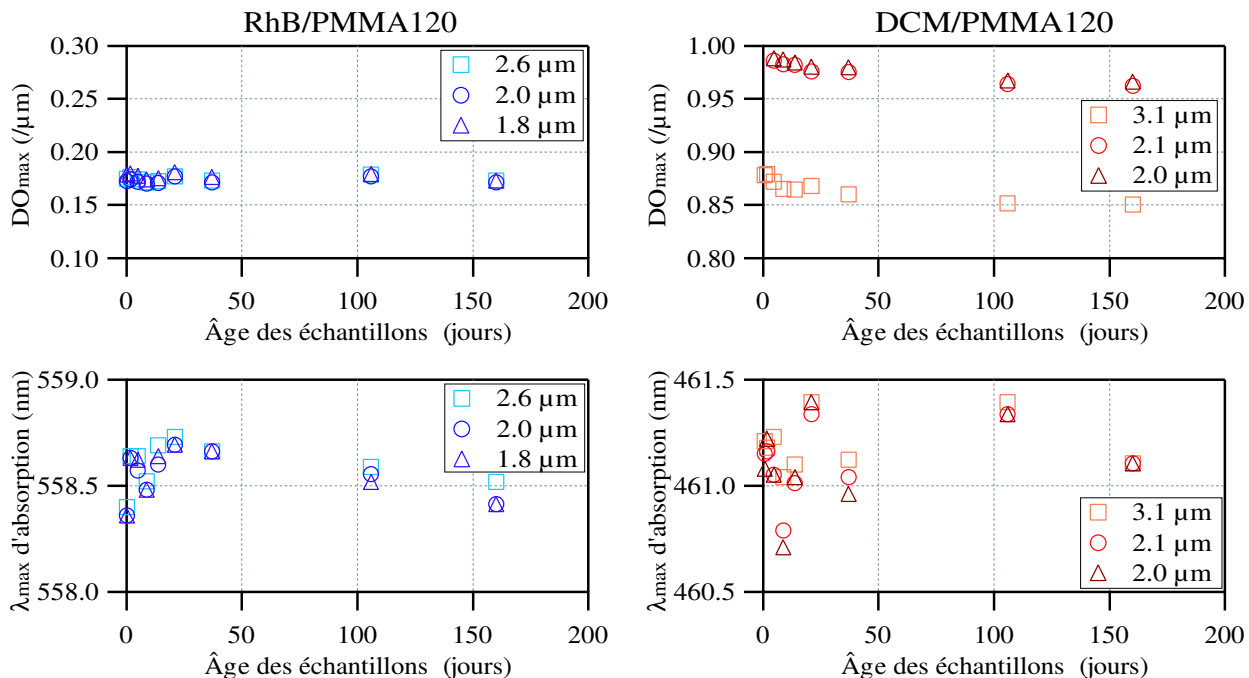 RhB/PMMA120
0.30
0.25
0.20
0.15
0.10
DOmax (/µm)
2.6 µm
2.0 µm
1.8 µm
0 50 100 150 200
Âge des échantillons (jours)
DCM/PMMA120
1.00
0.95
0.90
0.85
0.80
DOmax (/µm)
3.1 µm
2.1 µm
2.0 µm
0 50 100 150 200
Âge des échantillons (jours)
559.0
558.5
558.0
λmax d'absorption (nm)
2.6 µm
2.0 µm
1.8 µm
0 50 100 150 200
Âge des échantillons (jours)
461.5
461.0
460.5
λmax d'absorption (nm)
3.1 µm
2.1 µm
2.0 µm
0 50 100 150 200
Âge des échantillons (jours)